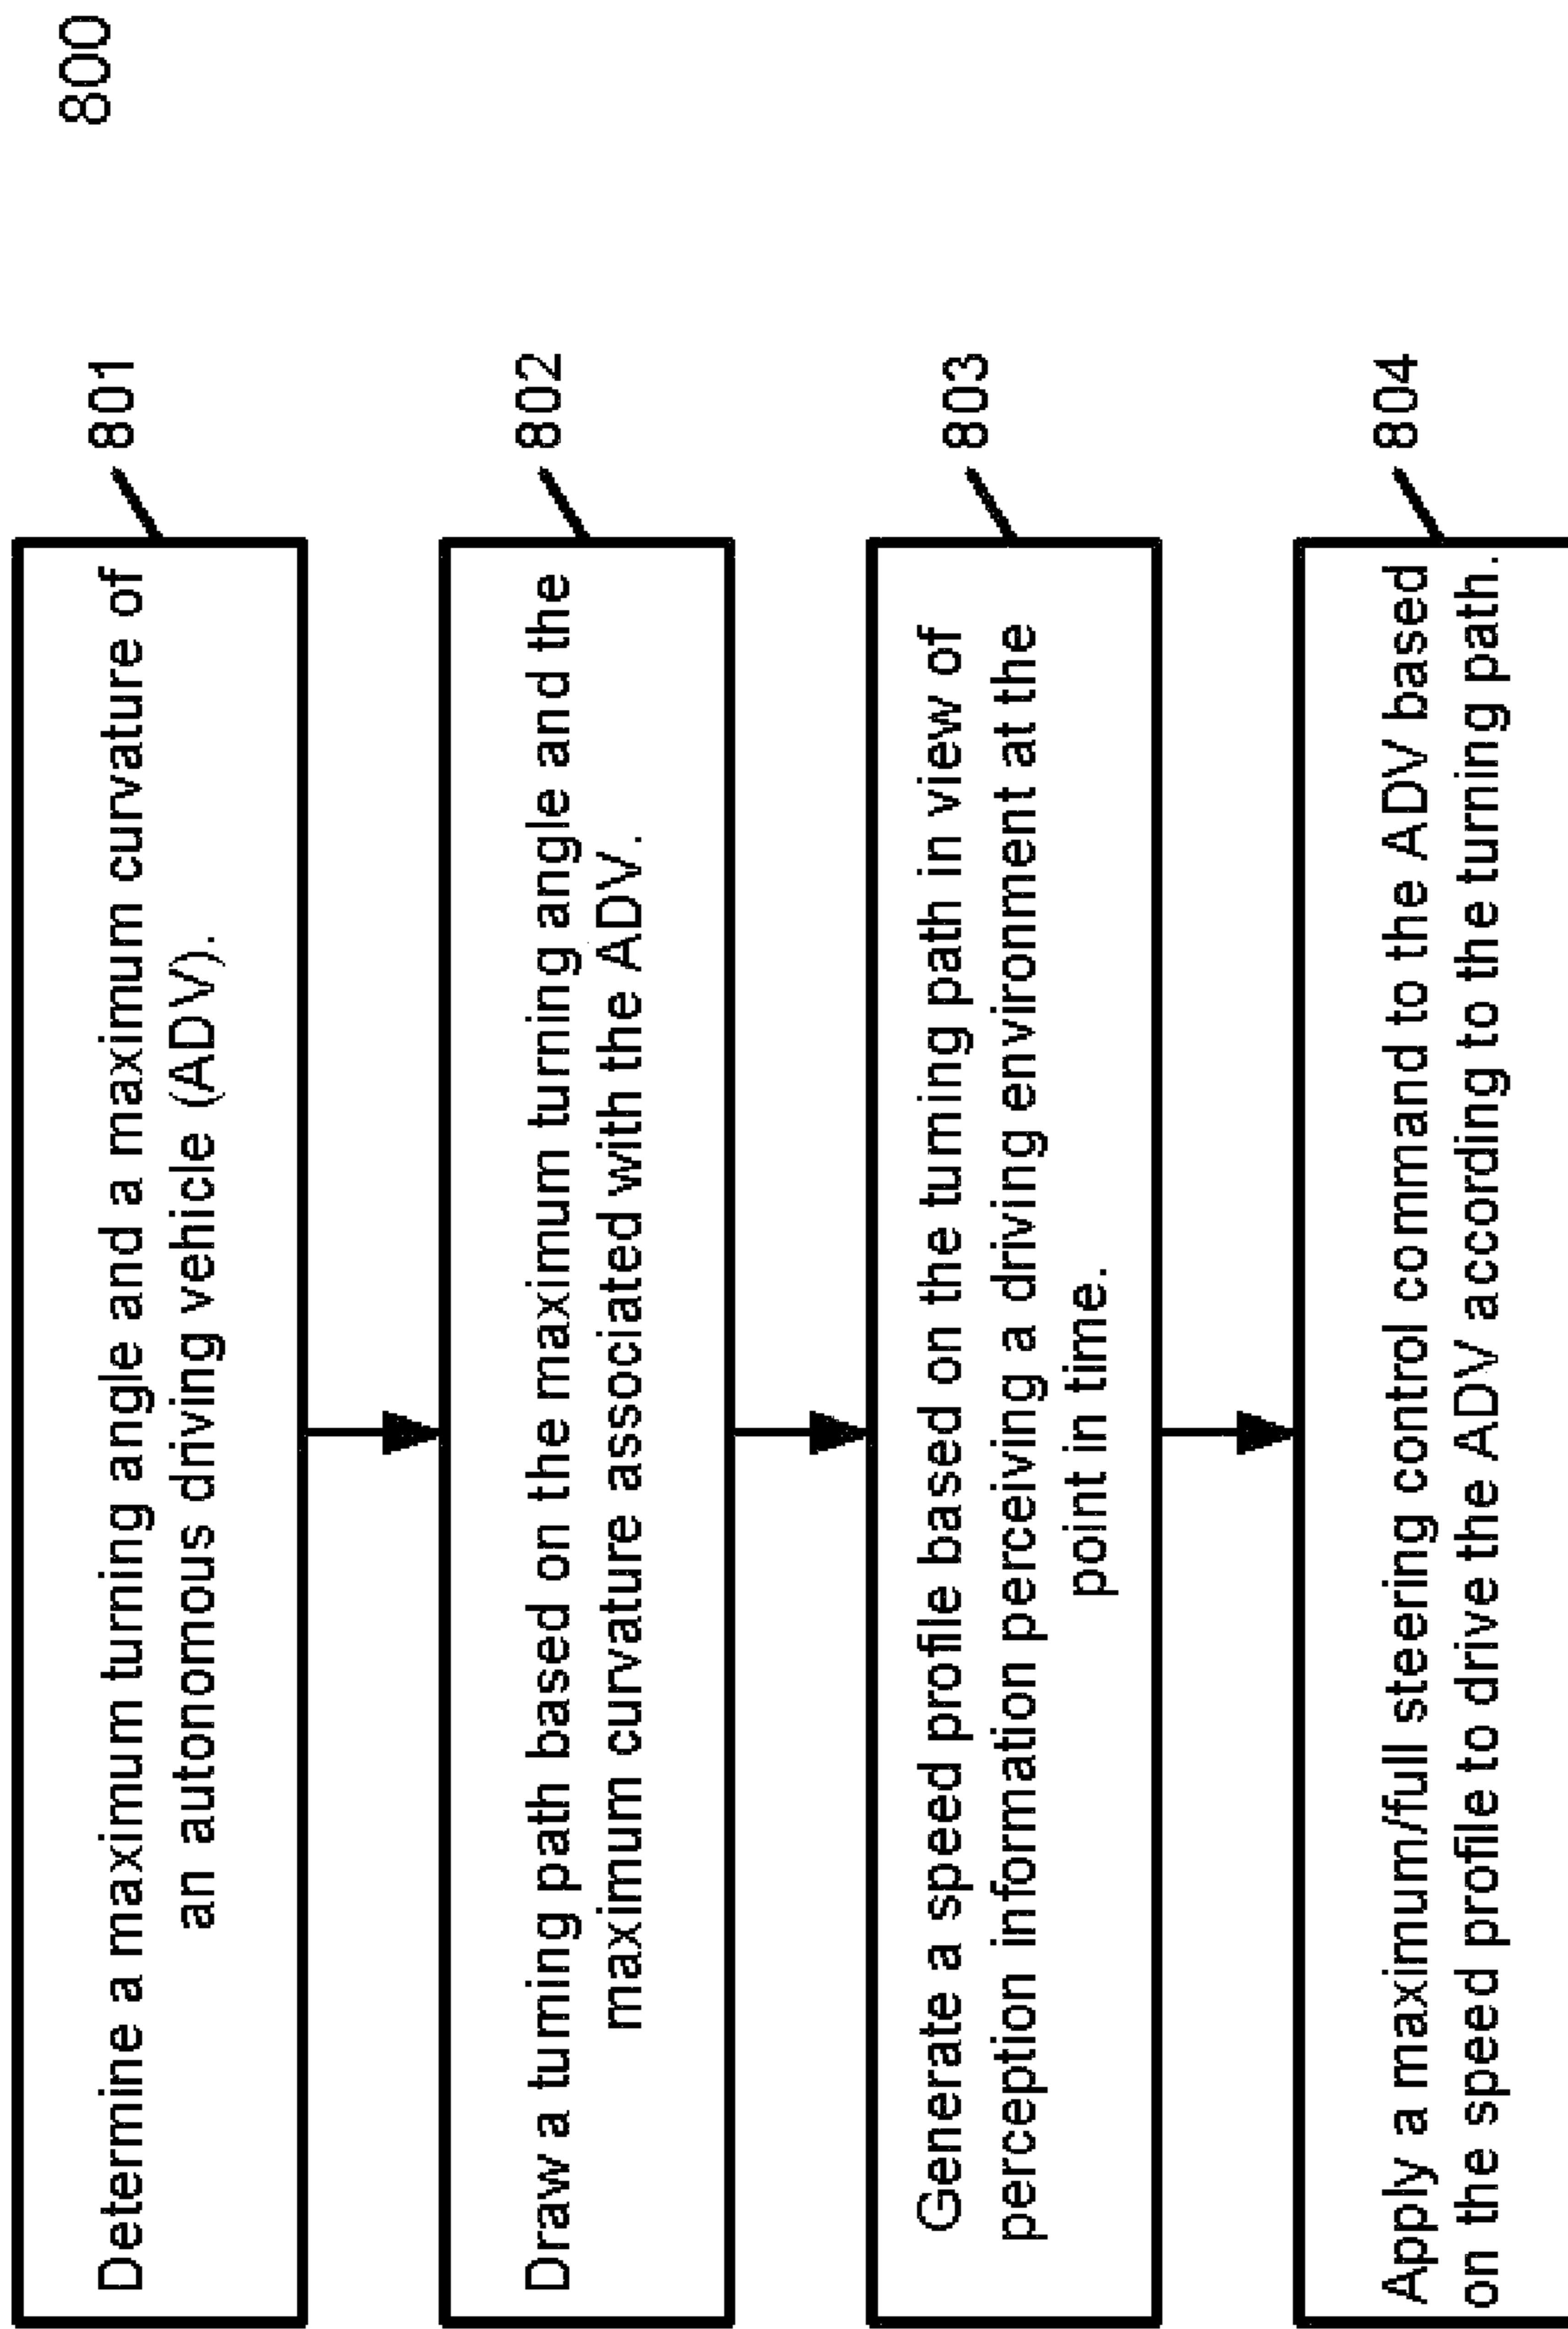 800
801
Determine a maximum turning angle and a maximum curvature of
an autonomous driving vehicle (ADV).
802
Draw a turning path based on the maximum turning angle and the
maximum curvature associated with the ADV.
803
Generate a speed profile based on the turning path in view of
perception information perceiving a driving environment at the
point in time.
804
Apply a maximum/full steering control command to the ADV based
on the speed profile to drive the ADV according to the turning path.